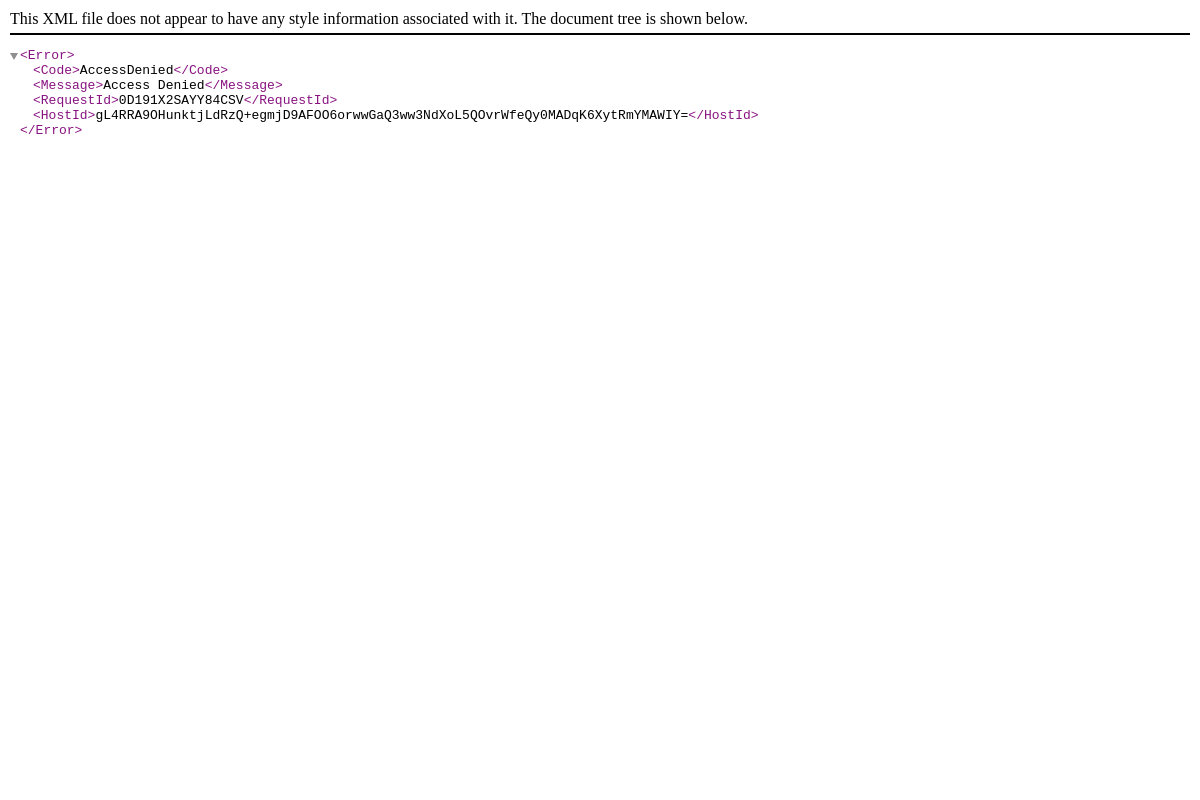 This XML file does not appear to have any style information associated with it. The document tree is shown below.
<Error>
<Code>AccessDenied</Code>
<Message>Access Denied</Message>
<RequestId>0D191X2SAYY84CSV</RequestId>
<HostId>gL4RRA9OHunktjLdRzQ+egmjD9AFOO6orwwGaQ3ww3NdXoL5QOvrWfeQy0MADqK6XytRmYMAWIY=</HostId>
</Error>